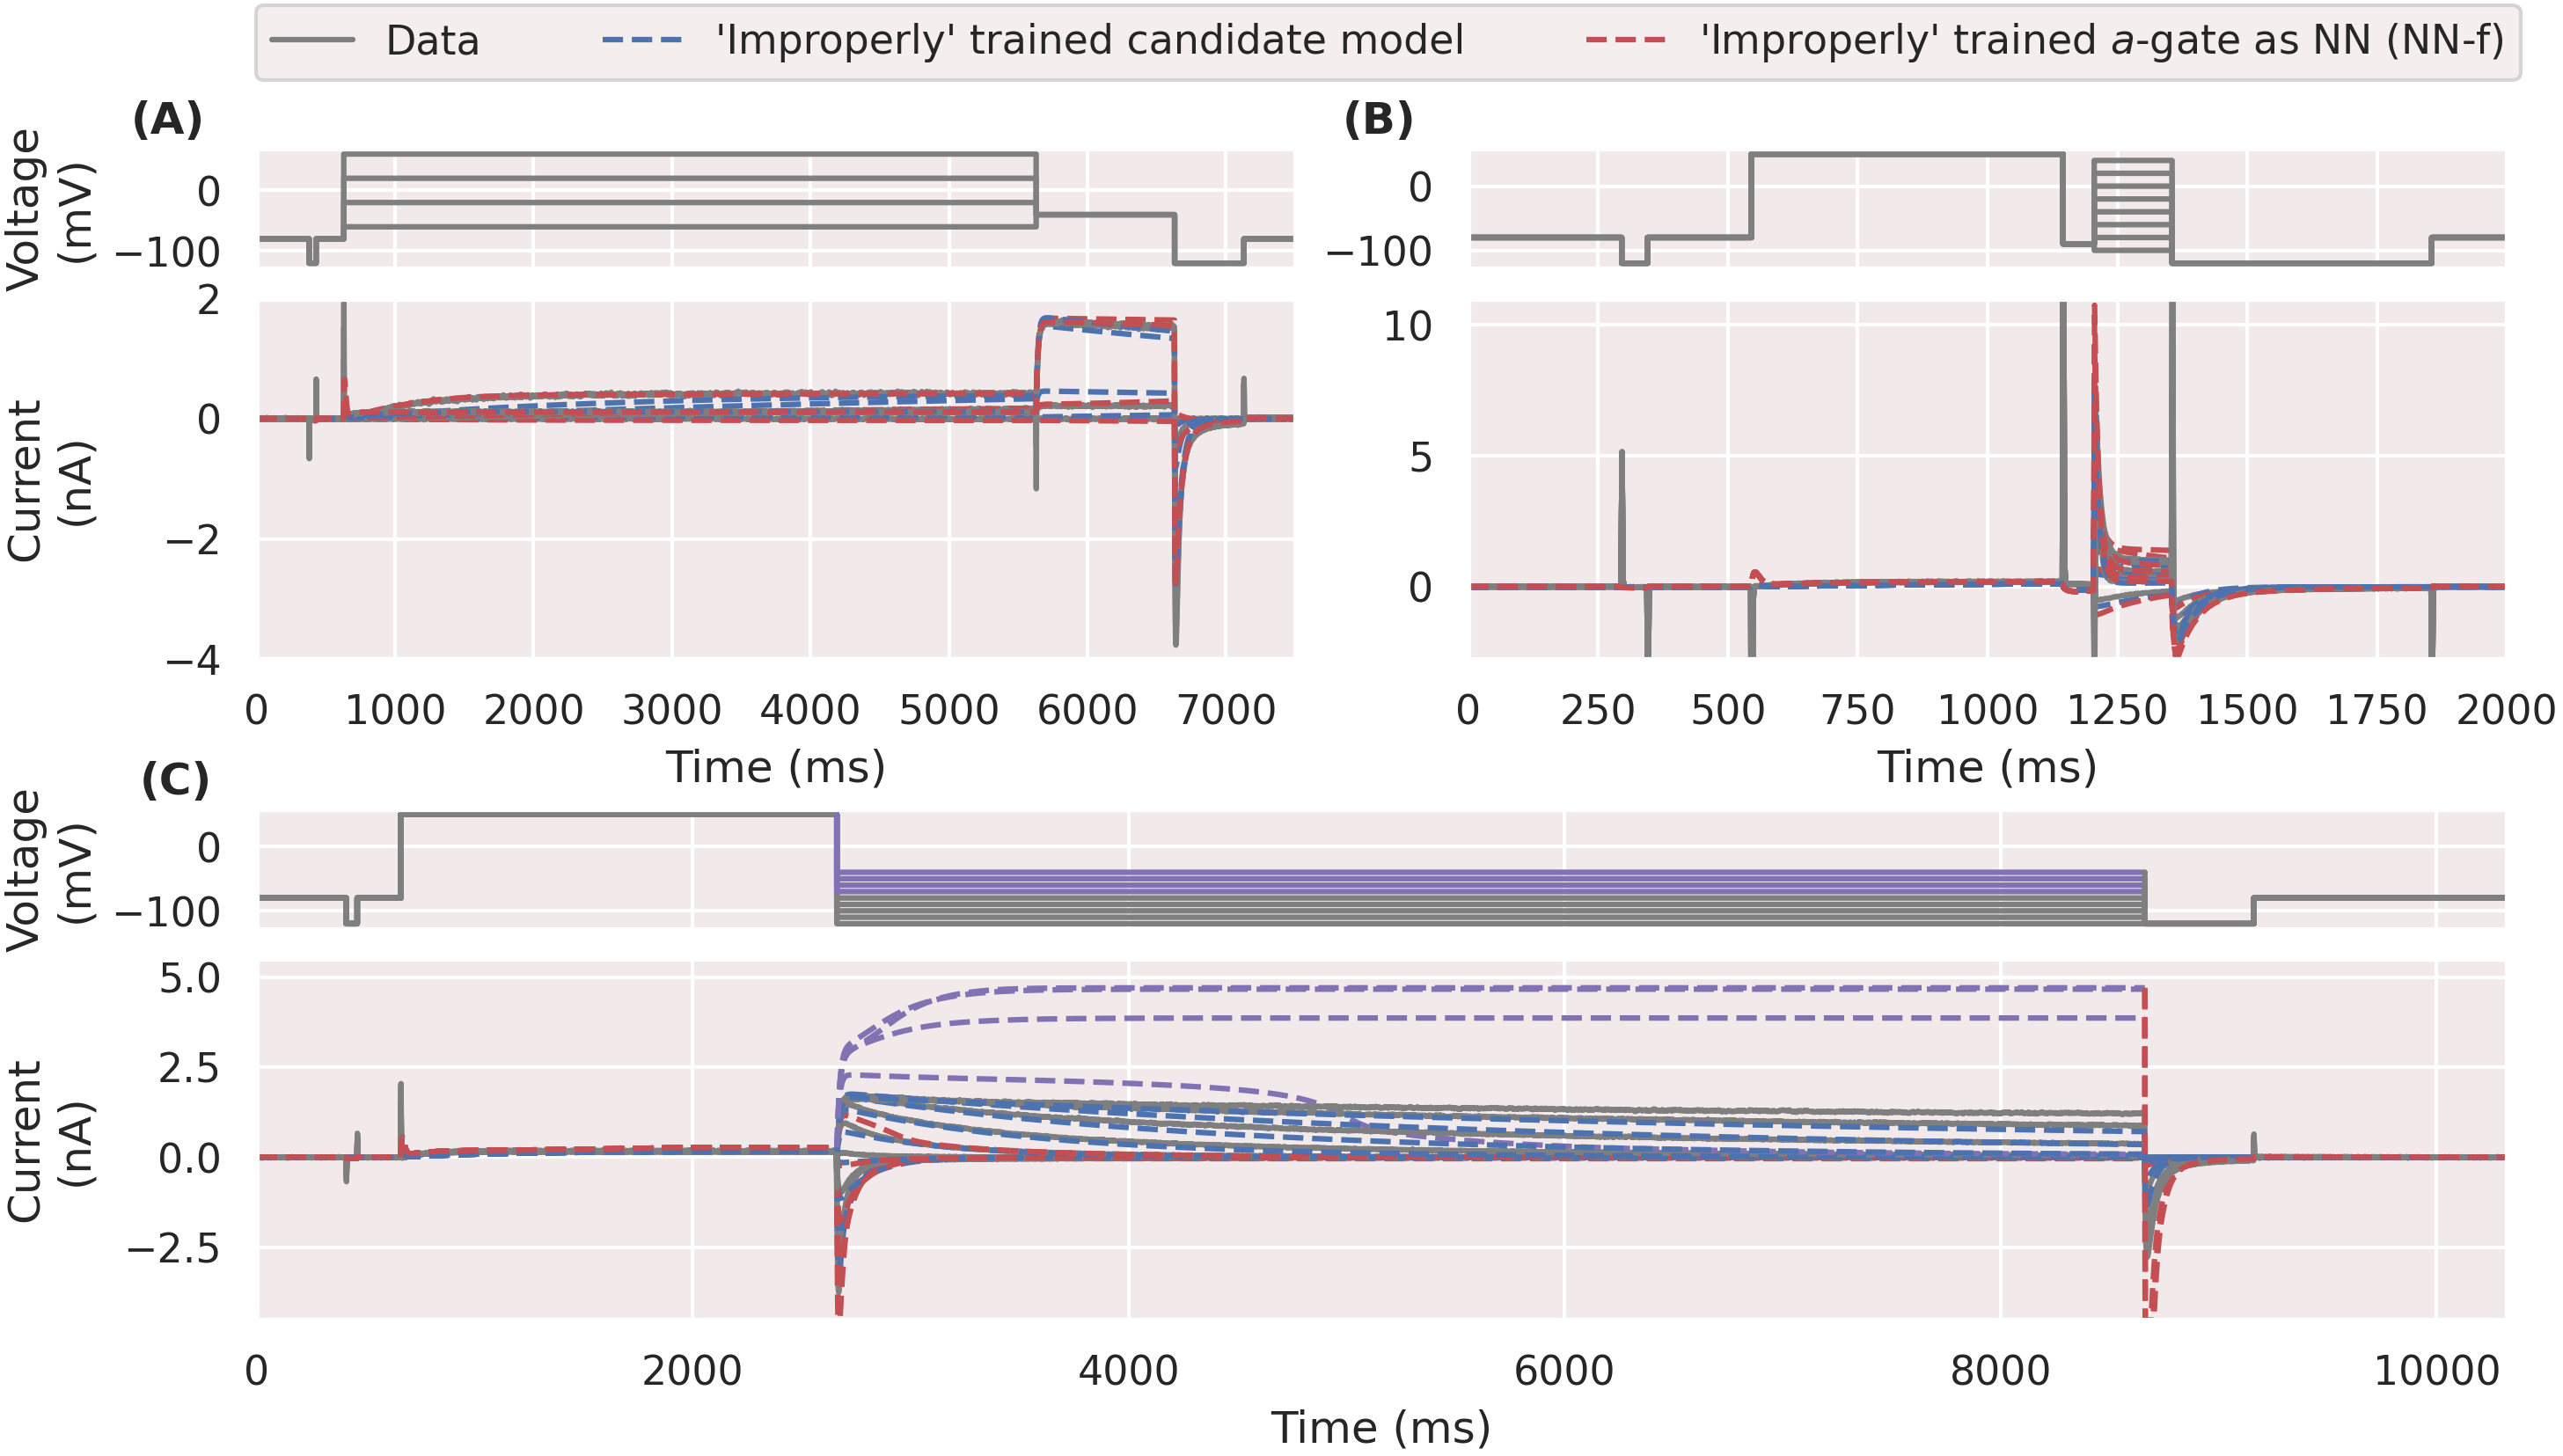 Data 'Improperly' trained candidate model 'Improperly' trained a-gate as NN (NN-f)
(A)
Voltage
(mV)
0
−100
Current
(nA)
2
0
−2
−4
0 1000 2000 3000 4000 5000 6000 7000
Time (ms)
(B)
0
−100
10
5
0
0 250 500 750 1000 1250 1500 1750 2000
Time (ms)
(C)
Voltage
(mV)
0
−100
Current
(nA)
5.0
2.5
0.0
−2.5
0 2000 4000 6000 8000 10000
Time (ms)